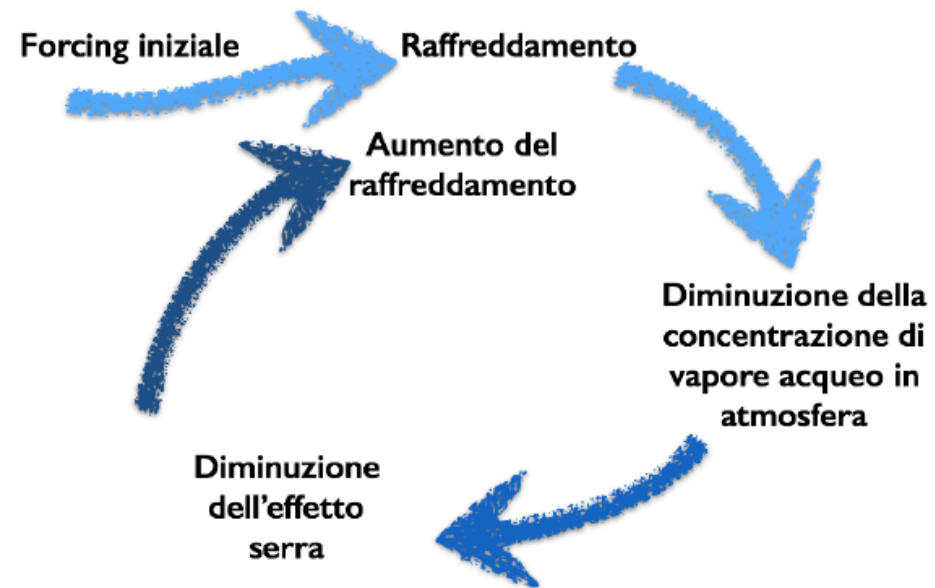 Forcing iniziale
Raffreddamento
Aumento del
raffreddamento
Diminuzione della
concentrazione di
vapore acqueo in
atmosfera
Diminuzione
dell’effetto
serra